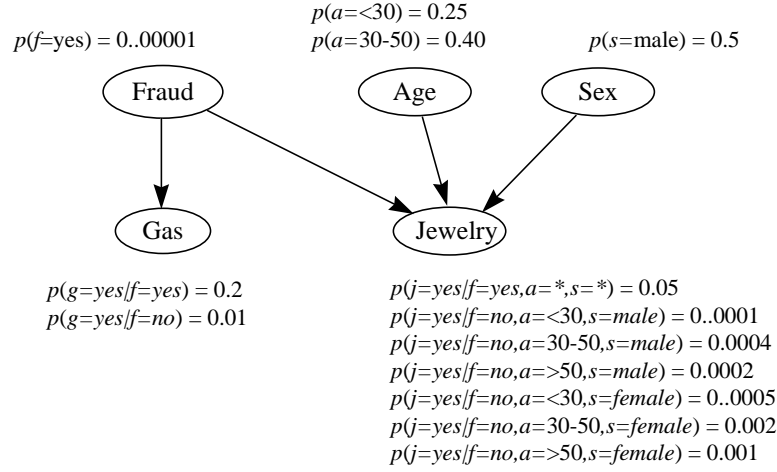 p(a=<30) = 0.25
p(f=yes) = 0..00001
p(a=30-50) = 0.40
p(s=male) = 0.5
Fraud
Age
Sex
Gas
Jewelry
p(g=yes/f=yes) = 0.2
p(g=yes/f=no) = 0.01
p(j=yes/f=yes,a=*,s=*) = 0.05
p(j=yes/f=no,a=<30,s=male) = 0..0001
p(j=yes/f=no,a=30-50,s=male) = 0.0004
p(j=yes/f=no,a=>50,s=male) = 0.0002
p(j=yes/f=no,a=<30,s=female) = 0..0005
p(j=yes/f=no,a=30-50,s=female) = 0.002
p(j=yes/f=no,a=>50,s=female) = 0.001